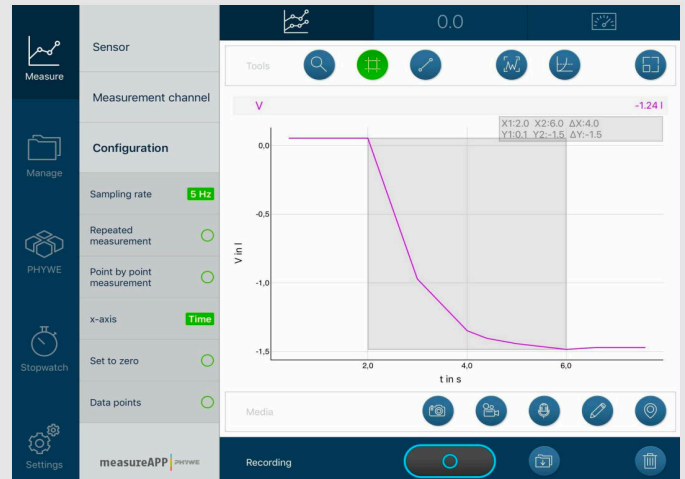 0.0
Measure
Manage
PHYWE
Stopwatch
Settings
Sensor
Measurement channel
Configuration
Sampling rate 5 Hz
Repeated
measurement
Point by point
measurement
x-axis Time
Set to zero
Data points
measureAPP PHYWE
Tools
V -1.24 l
X1:2.0 X2:6.0 ΔX:4.0
Y1:0.1 Y2:-1.5 ΔY:-1.5
0,0
-0,5
-1,0
-1,5
V in l
2,0 4,0 6,0
t in s
Media
Recording